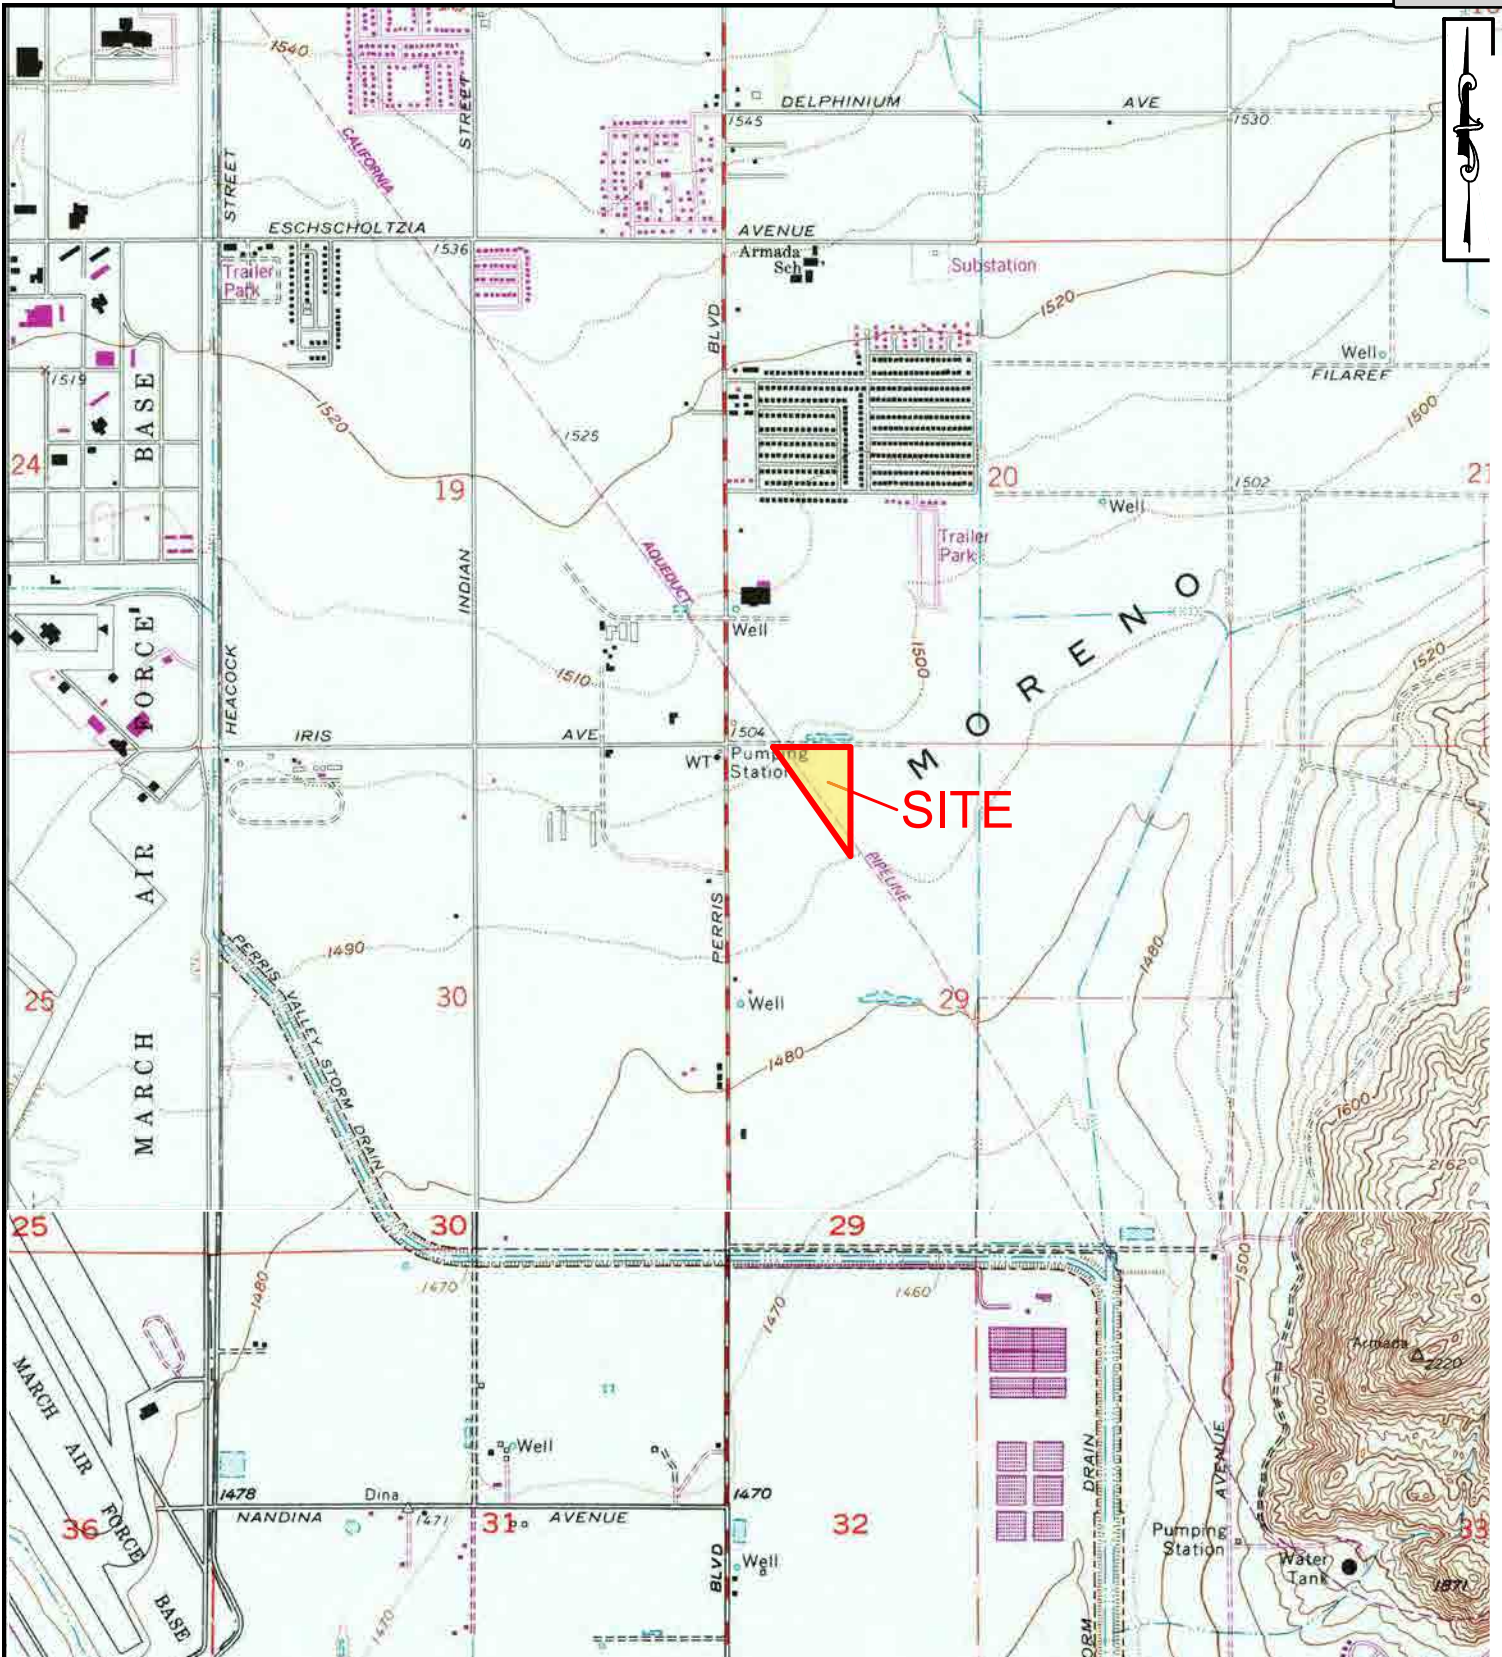 1540
CALIFORNIA
STREET
DELPHINIUM AVE
1545
1530
STREET
ESCHSCHOLTZIA
1536
AVENUE
Armada
Sch
Substation
Trailer
Park
1520
BLVD
Well
FILAREE
1519
BASE
1520
1525
1500
24
19
20
1502
21
Well
Trailer
Park
AQUEDUCT
INDIAN
Well
MORENO
FORCE
HEACOCK
1510
1500
1520
IRIS
AVE
1504
WT
Pumping
Station
SITE
AIR
PIPELINE
PERRIS
1490
PERRIS VALLEY STORM DRAIN
1480
25
30
Well
29
MARCH
1480
1600
2162
25
30
29
1480
1470
1470
1460
1500
Armada
2220
MARCH AIR FORCE BASE
1700
Well
DRAIN
AVENUE
1478
Dina
1470
NANDINA
1471
AVENUE
36
31
32
33
Pumping
Station
Water
Tank
BLVD
Well
1871
1470
ORM